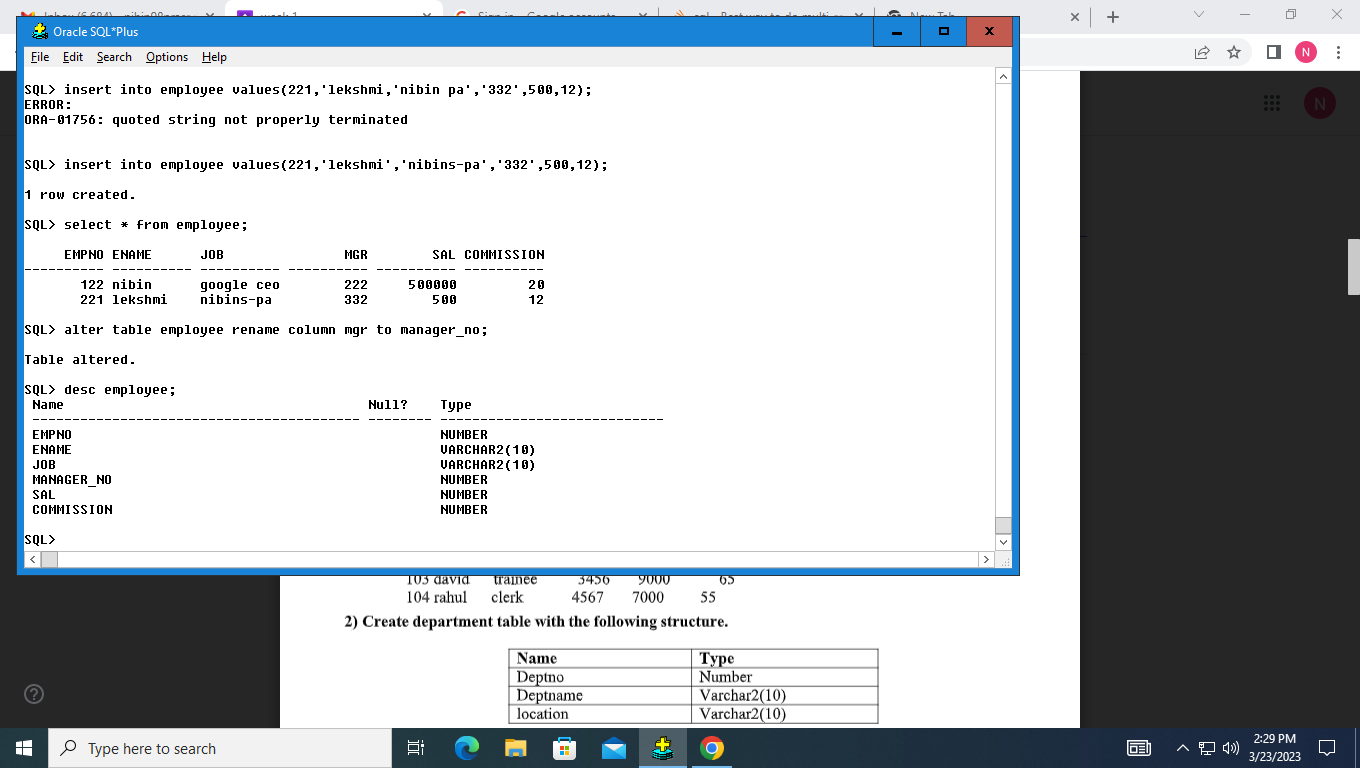 Oracle SQL*Plus
File Edit Search Options Help
SQL> insert into employee values(221,'lekshmi,'nibin pa','332',500,12);
ERROR:
ORA-01756: quoted string not properly terminated
SQL> insert into employee values(221,'lekshmi','nibins-pa','332',500,12);
1 row created.
SQL> select * from employee;
EMPNO ENAME JOB MGR SAL COMMISSION
---------- ---------- ---------- ---------- ---------- ----------
122 nibin google ceo 222 500000 20
221 lekshmi nibins-pa 332 500 12
SQL> alter table employee rename column mgr to manager_no;
Table altered.
SQL> desc employee;
Name Null? Type
----------------------------------------- -------- ----------------------------
EMPNO NUMBER
ENAME VARCHAR2(10)
JOB VARCHAR2(10)
MANAGER_NO NUMBER
SAL NUMBER
COMMISSION NUMBER
SQL>
103 david trainee 3456 9000 65
104 rahul clerk 4567 7000 55
2) Create department table with the following structure.
Name Type
Deptno Number
Deptname Varchar2(10)
location Varchar2(10)
N
N
Type here to search
2:29 PM
3/23/2023